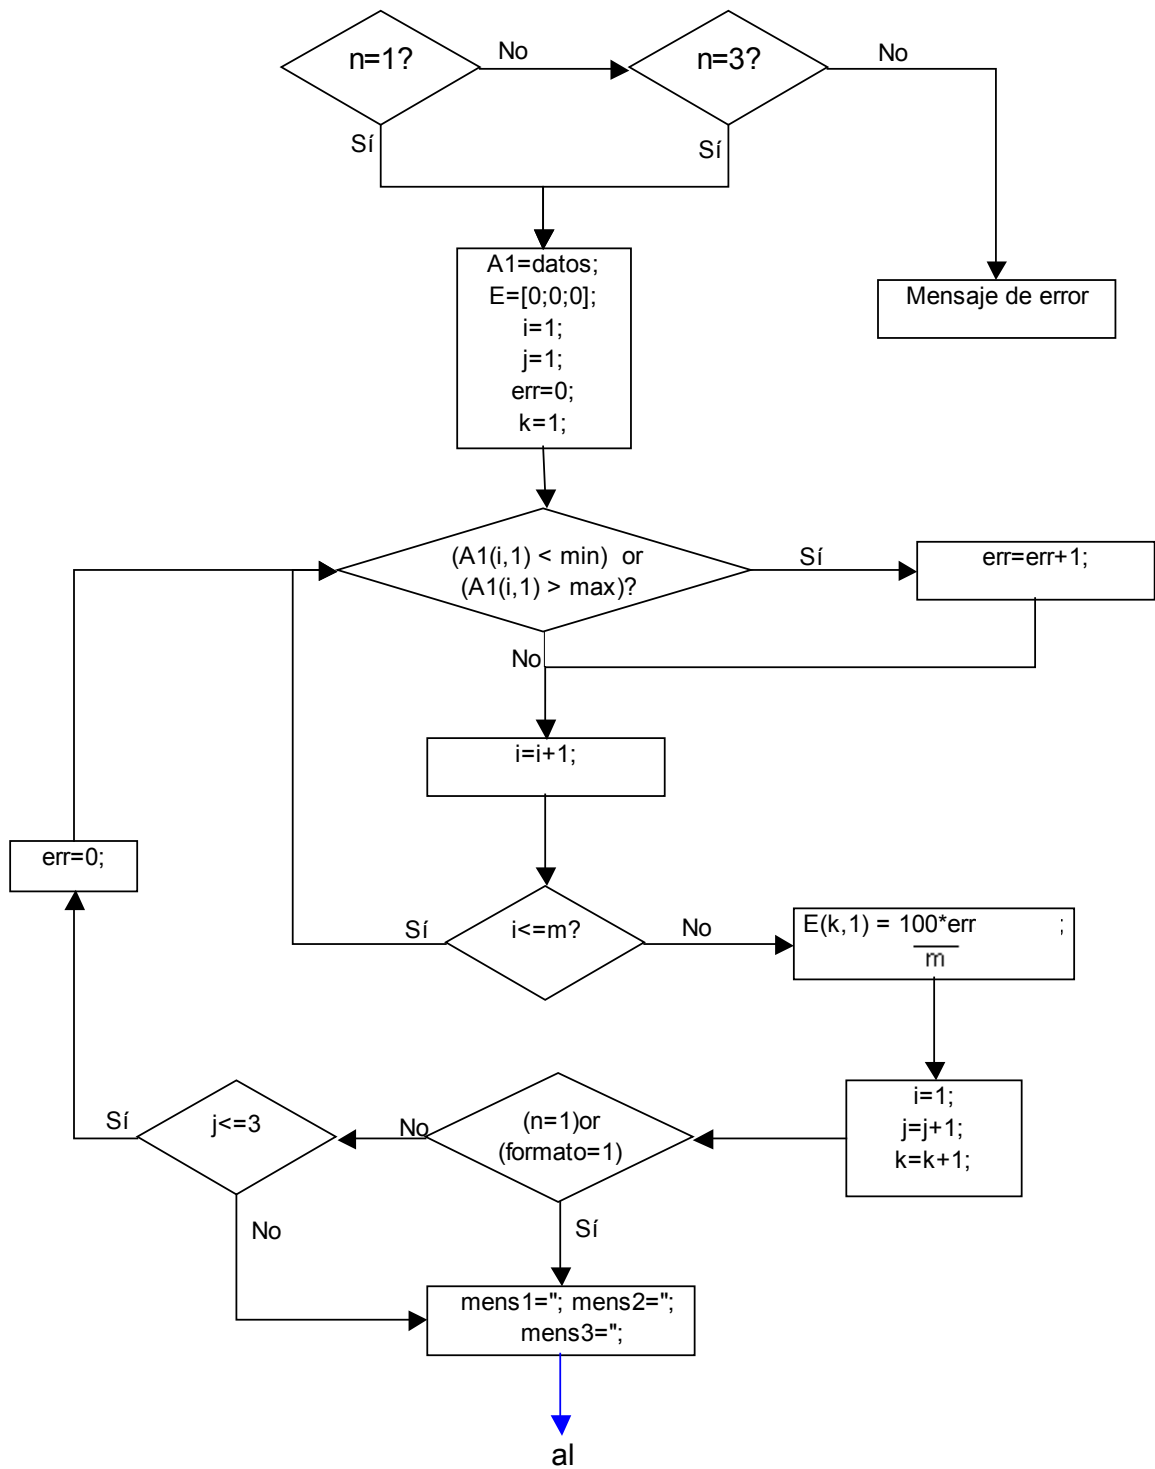 n=1?
No
n=3?
No
Sí
Sí
A1=datos;
E=[0;0;0];
i=1;
j=1;
err=0;
k=1;
Mensaje de error
(A1(i,1) < min) or
(A1(i,1) > max)?
Sí
err=err+1;
No
i=i+1;
err=0;
Sí
i<=m?
No
E(k,1) = 100*err ;
m
i=1;
j=j+1;
k=k+1;
Sí
j<=3
No
(n=1)or
(formato=1)
No
Sí
mens1="; mens2=";
mens3=";
al